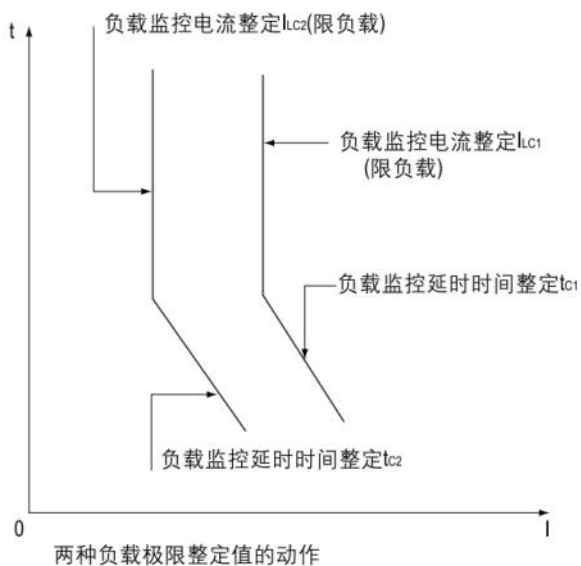 负载监控电流整定ILC2(限负载)
t
负载监控电流整定ILC1
(限负载)
负载监控延时时间整定tC1
负载监控延时时间整定tC2
0
I
两种负载极限整定值的动作